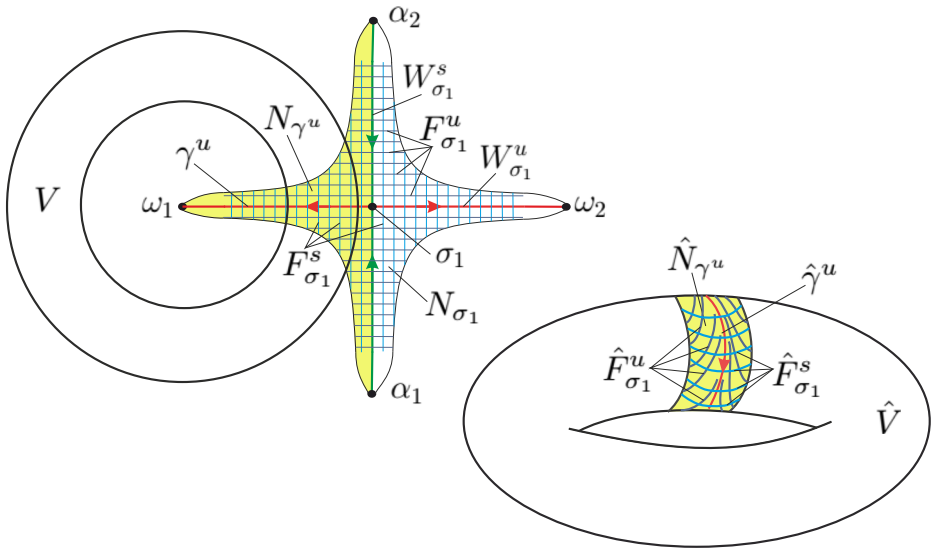 α₂
W^s_{σ₁}
N_{γ^u}
F^u_{σ₁}
γ^u
W^u_{σ₁}
V
ω₁
ω₂
F^s_{σ₁}
σ₁
N_{σ₁}
α₁
N̂_{γ^u}
γ̂^u
F̂^u_{σ₁}
F̂^s_{σ₁}
V̂